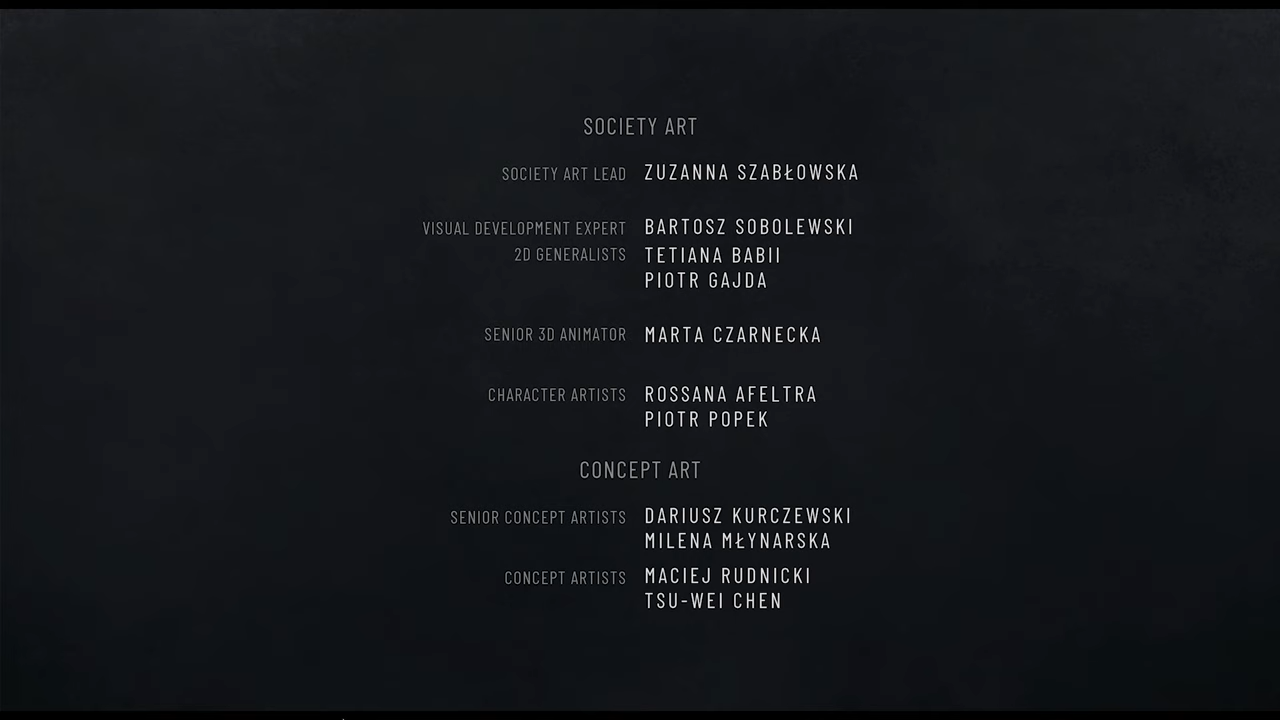 SOCIETY ART
SOCIETY ART LEAD ZUZANNA SZABŁOWSKA
VISUAL DEVELOPMENT EXPERT BARTOSZ SOBOLEWSKI
2D GENERALISTS TETIANA BABII
PIOTR GAJDA
SENIOR 3D ANIMATOR MARTA CZARNECKA
CHARACTER ARTISTS ROSSANA AFELTRA
PIOTR POPEK
CONCEPT ART
SENIOR CONCEPT ARTISTS DARIUSZ KURCZEWSKI
MILENA MŁYNARSKA
CONCEPT ARTISTS MACIEJ RUDNICKI
TSU-WEI CHEN